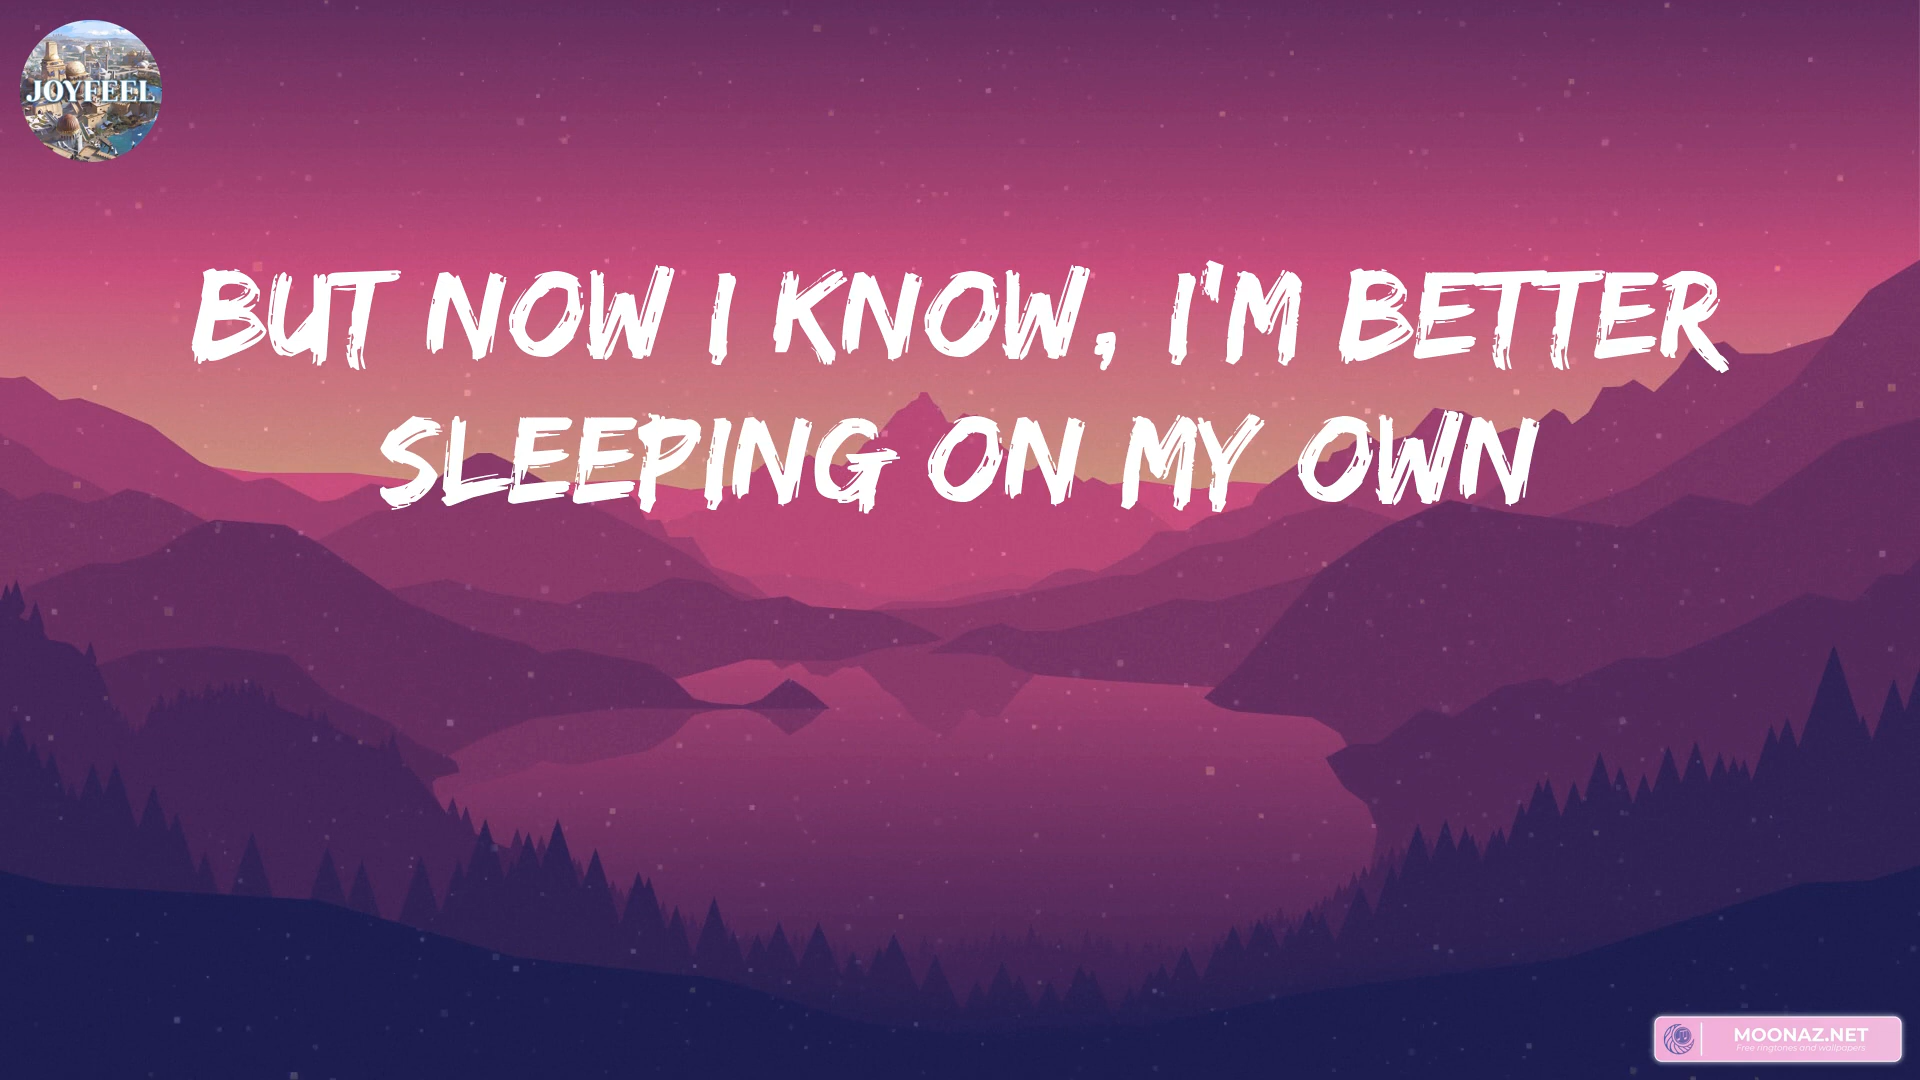 JOYFEEL
BUT NOW I KNOW, I'M BETTER
SLEEPING ON MY OWN
MOONAZ.NET
Free ringtones and wallpapers